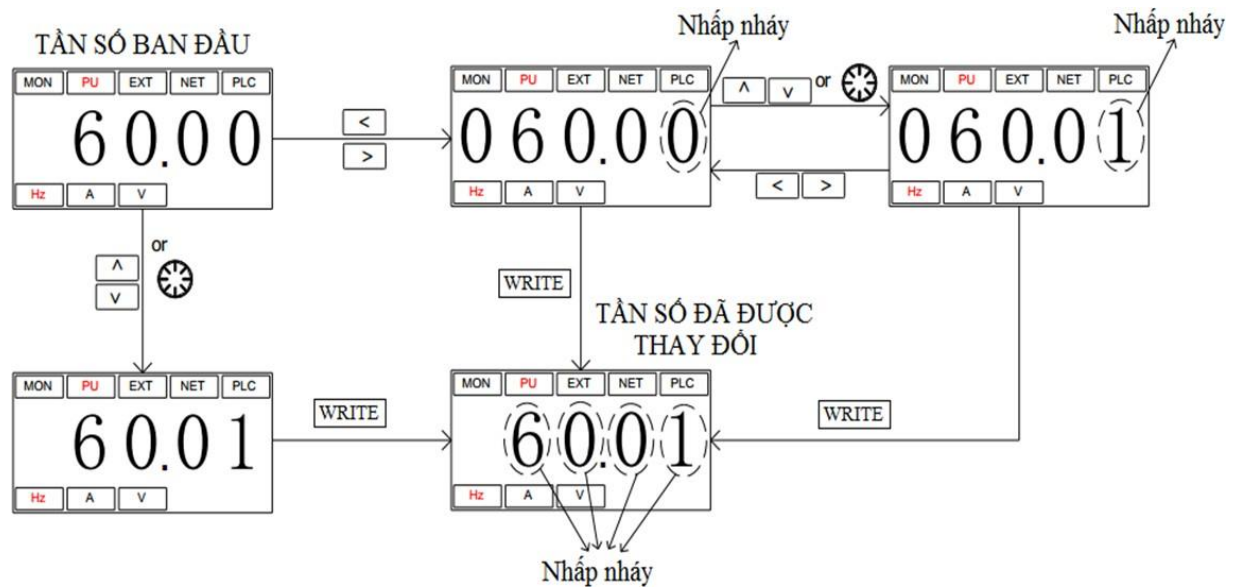 TẦN SỐ BAN ĐẦU
Nhấp nháy
Nhấp nháy
MON PU EXT NET PLC
60.00
Hz A V
<
>
MON PU EXT NET PLC
060.00
Hz A V
^ v or
< >
MON PU EXT NET PLC
060.01
Hz A V
or
^
v
WRITE
TẦN SỐ ĐÃ ĐƯỢC
THAY ĐỔI
MON PU EXT NET PLC
60.01
Hz A V
WRITE
MON PU EXT NET PLC
60.01
Hz A V
WRITE
Nhấp nháy